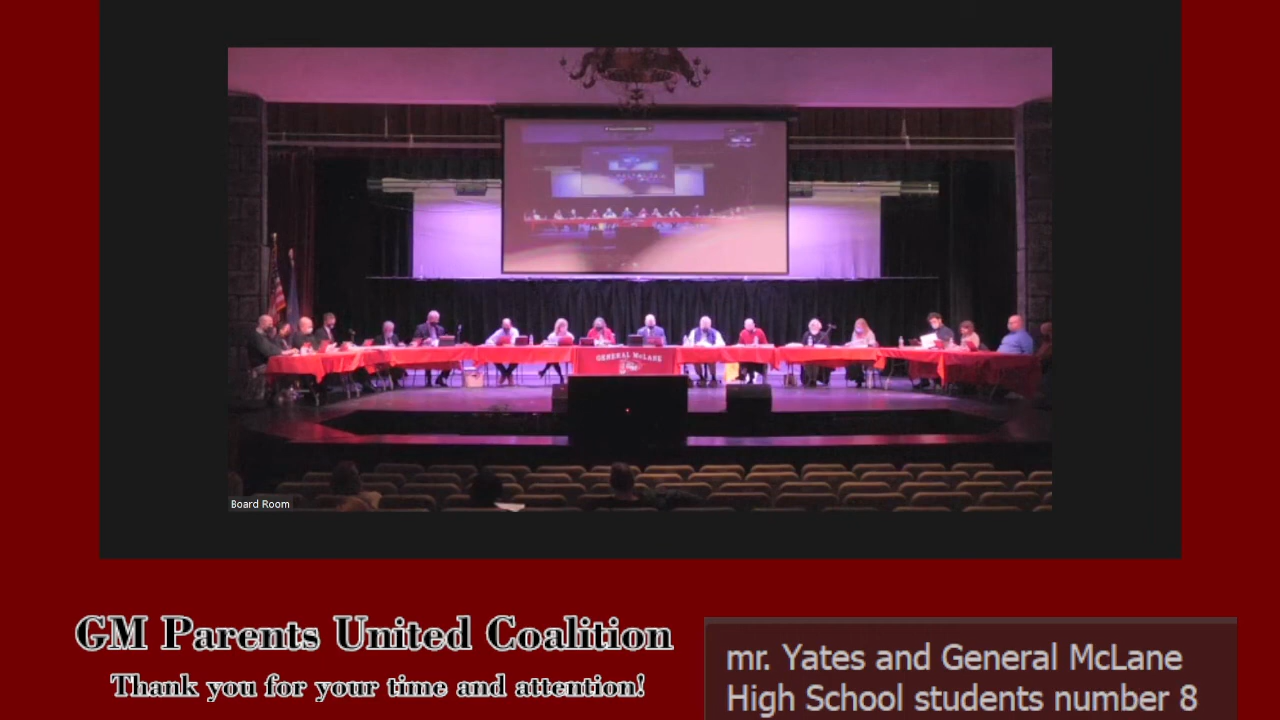 GENERAL McLANE
Board Room
GM Parents United Coalition
Thank you for your time and attention!
mr. Yates and General McLane
High School students number 8